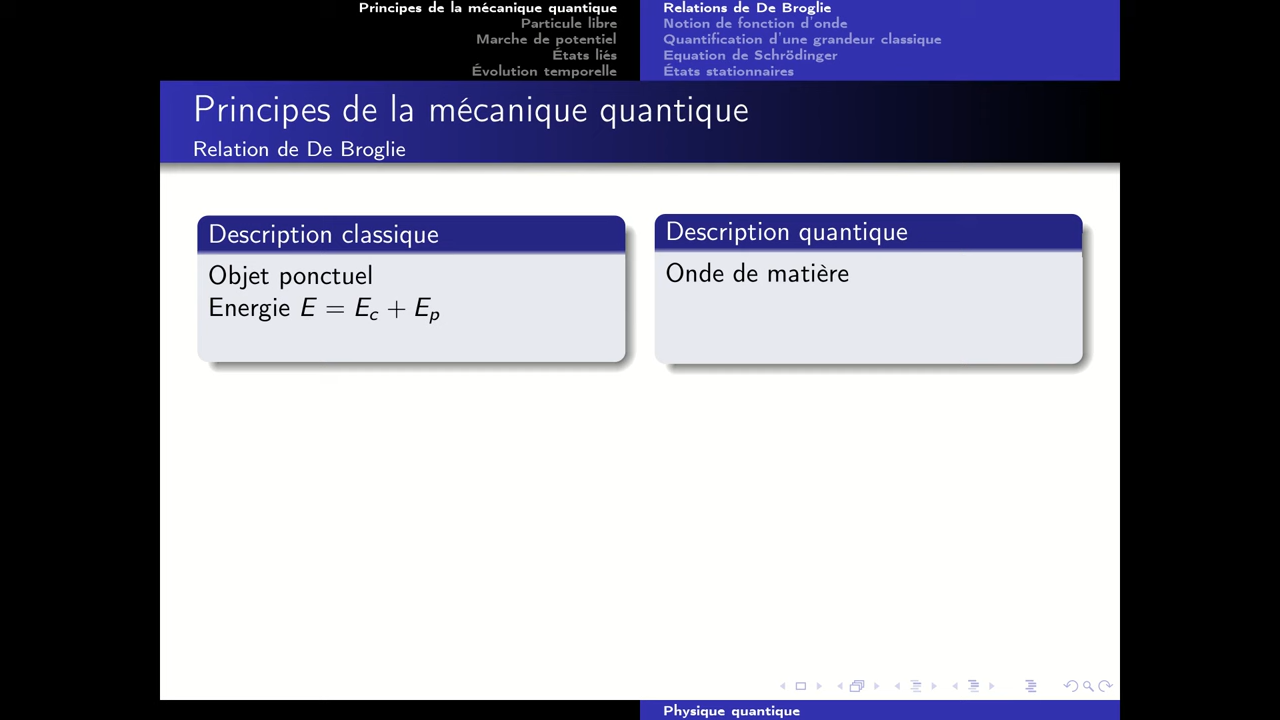 Principes de la mécanique quantique
Particule libre
Marche de potentiel
États liés
Évolution temporelle
Relations de De Broglie
Notion de fonction d'onde
Quantification d'une grandeur classique
Equation de Schrödinger
États stationnaires
Principes de la mécanique quantique
Relation de De Broglie
Description classique
Objet ponctuel
Energie E = E_c + E_p
Description quantique
Onde de matière
Physique quantique